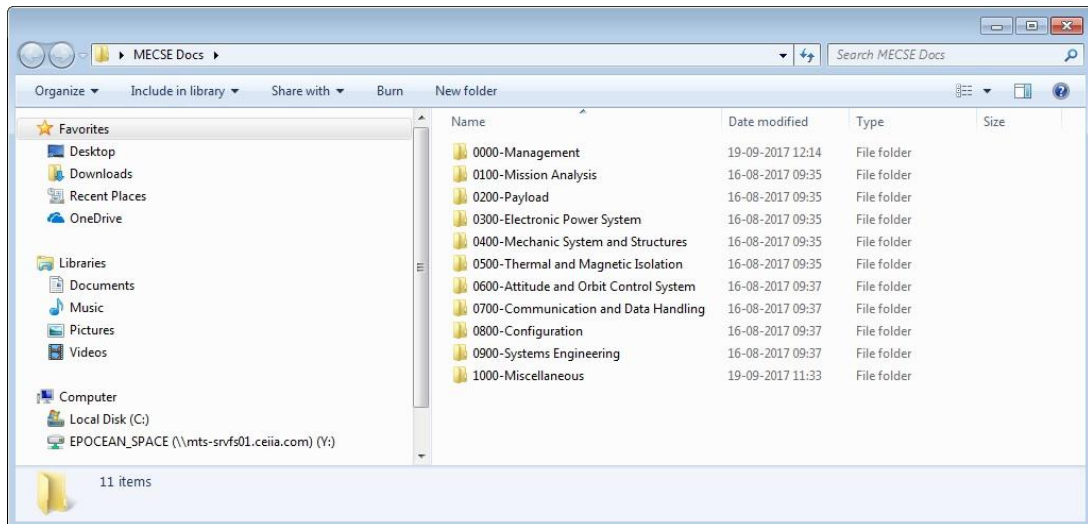 MECSE Docs
Search MECSE Docs
Organize Include in library Share with Burn New folder
Favorites
Desktop
Downloads
Recent Places
OneDrive
Libraries
Documents
Music
Pictures
Videos
Computer
Local Disk (C:)
EPOCEAN_SPACE (\\mts-srvfs01.ceiia.com) (Y:)
Name Date modified Type Size
0000-Management 19-09-2017 12:14 File folder
0100-Mission Analysis 16-08-2017 09:35 File folder
0200-Payload 16-08-2017 09:35 File folder
0300-Electronic Power System 16-08-2017 09:35 File folder
0400-Mechanic System and Structures 16-08-2017 09:35 File folder
0500-Thermal and Magnetic Isolation 16-08-2017 09:35 File folder
0600-Attitude and Orbit Control System 16-08-2017 09:37 File folder
0700-Communication and Data Handling 16-08-2017 09:37 File folder
0800-Configuration 16-08-2017 09:37 File folder
0900-Systems Engineering 16-08-2017 09:37 File folder
1000-Miscellaneous 19-09-2017 11:33 File folder
11 items